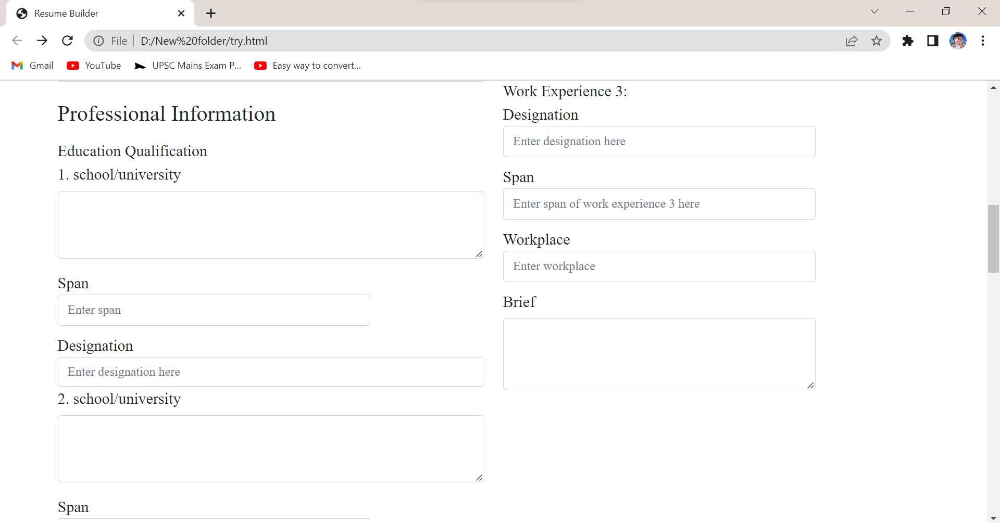 Resume Builder
File D:/New%20folder/try.html
Gmail YouTube UPSC Mains Exam P... Easy way to convert...
Professional Information
Education Qualification
1. school/university
Span
Enter span
Designation
Enter designation here
2. school/university
Span
Work Experience 3:
Designation
Enter designation here
Span
Enter span of work experience 3 here
Workplace
Enter workplace
Brief